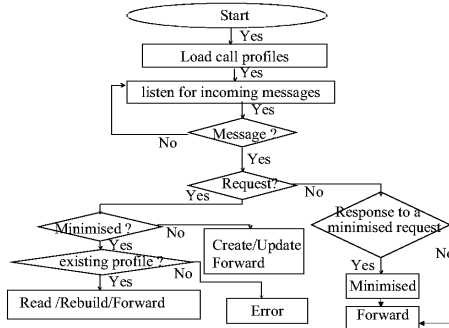 Start
Yes
Load call profiles
Yes
listen for incoming messages
Yes
Message ?
No
Yes
Request?
Yes
No
Minimised ?
No
Yes
Create/Update
Forward
Response to a
minimised request
Yes
existing profile ?
No
Yes
Read /Rebuild/Forward
Error
Minimised
Forward